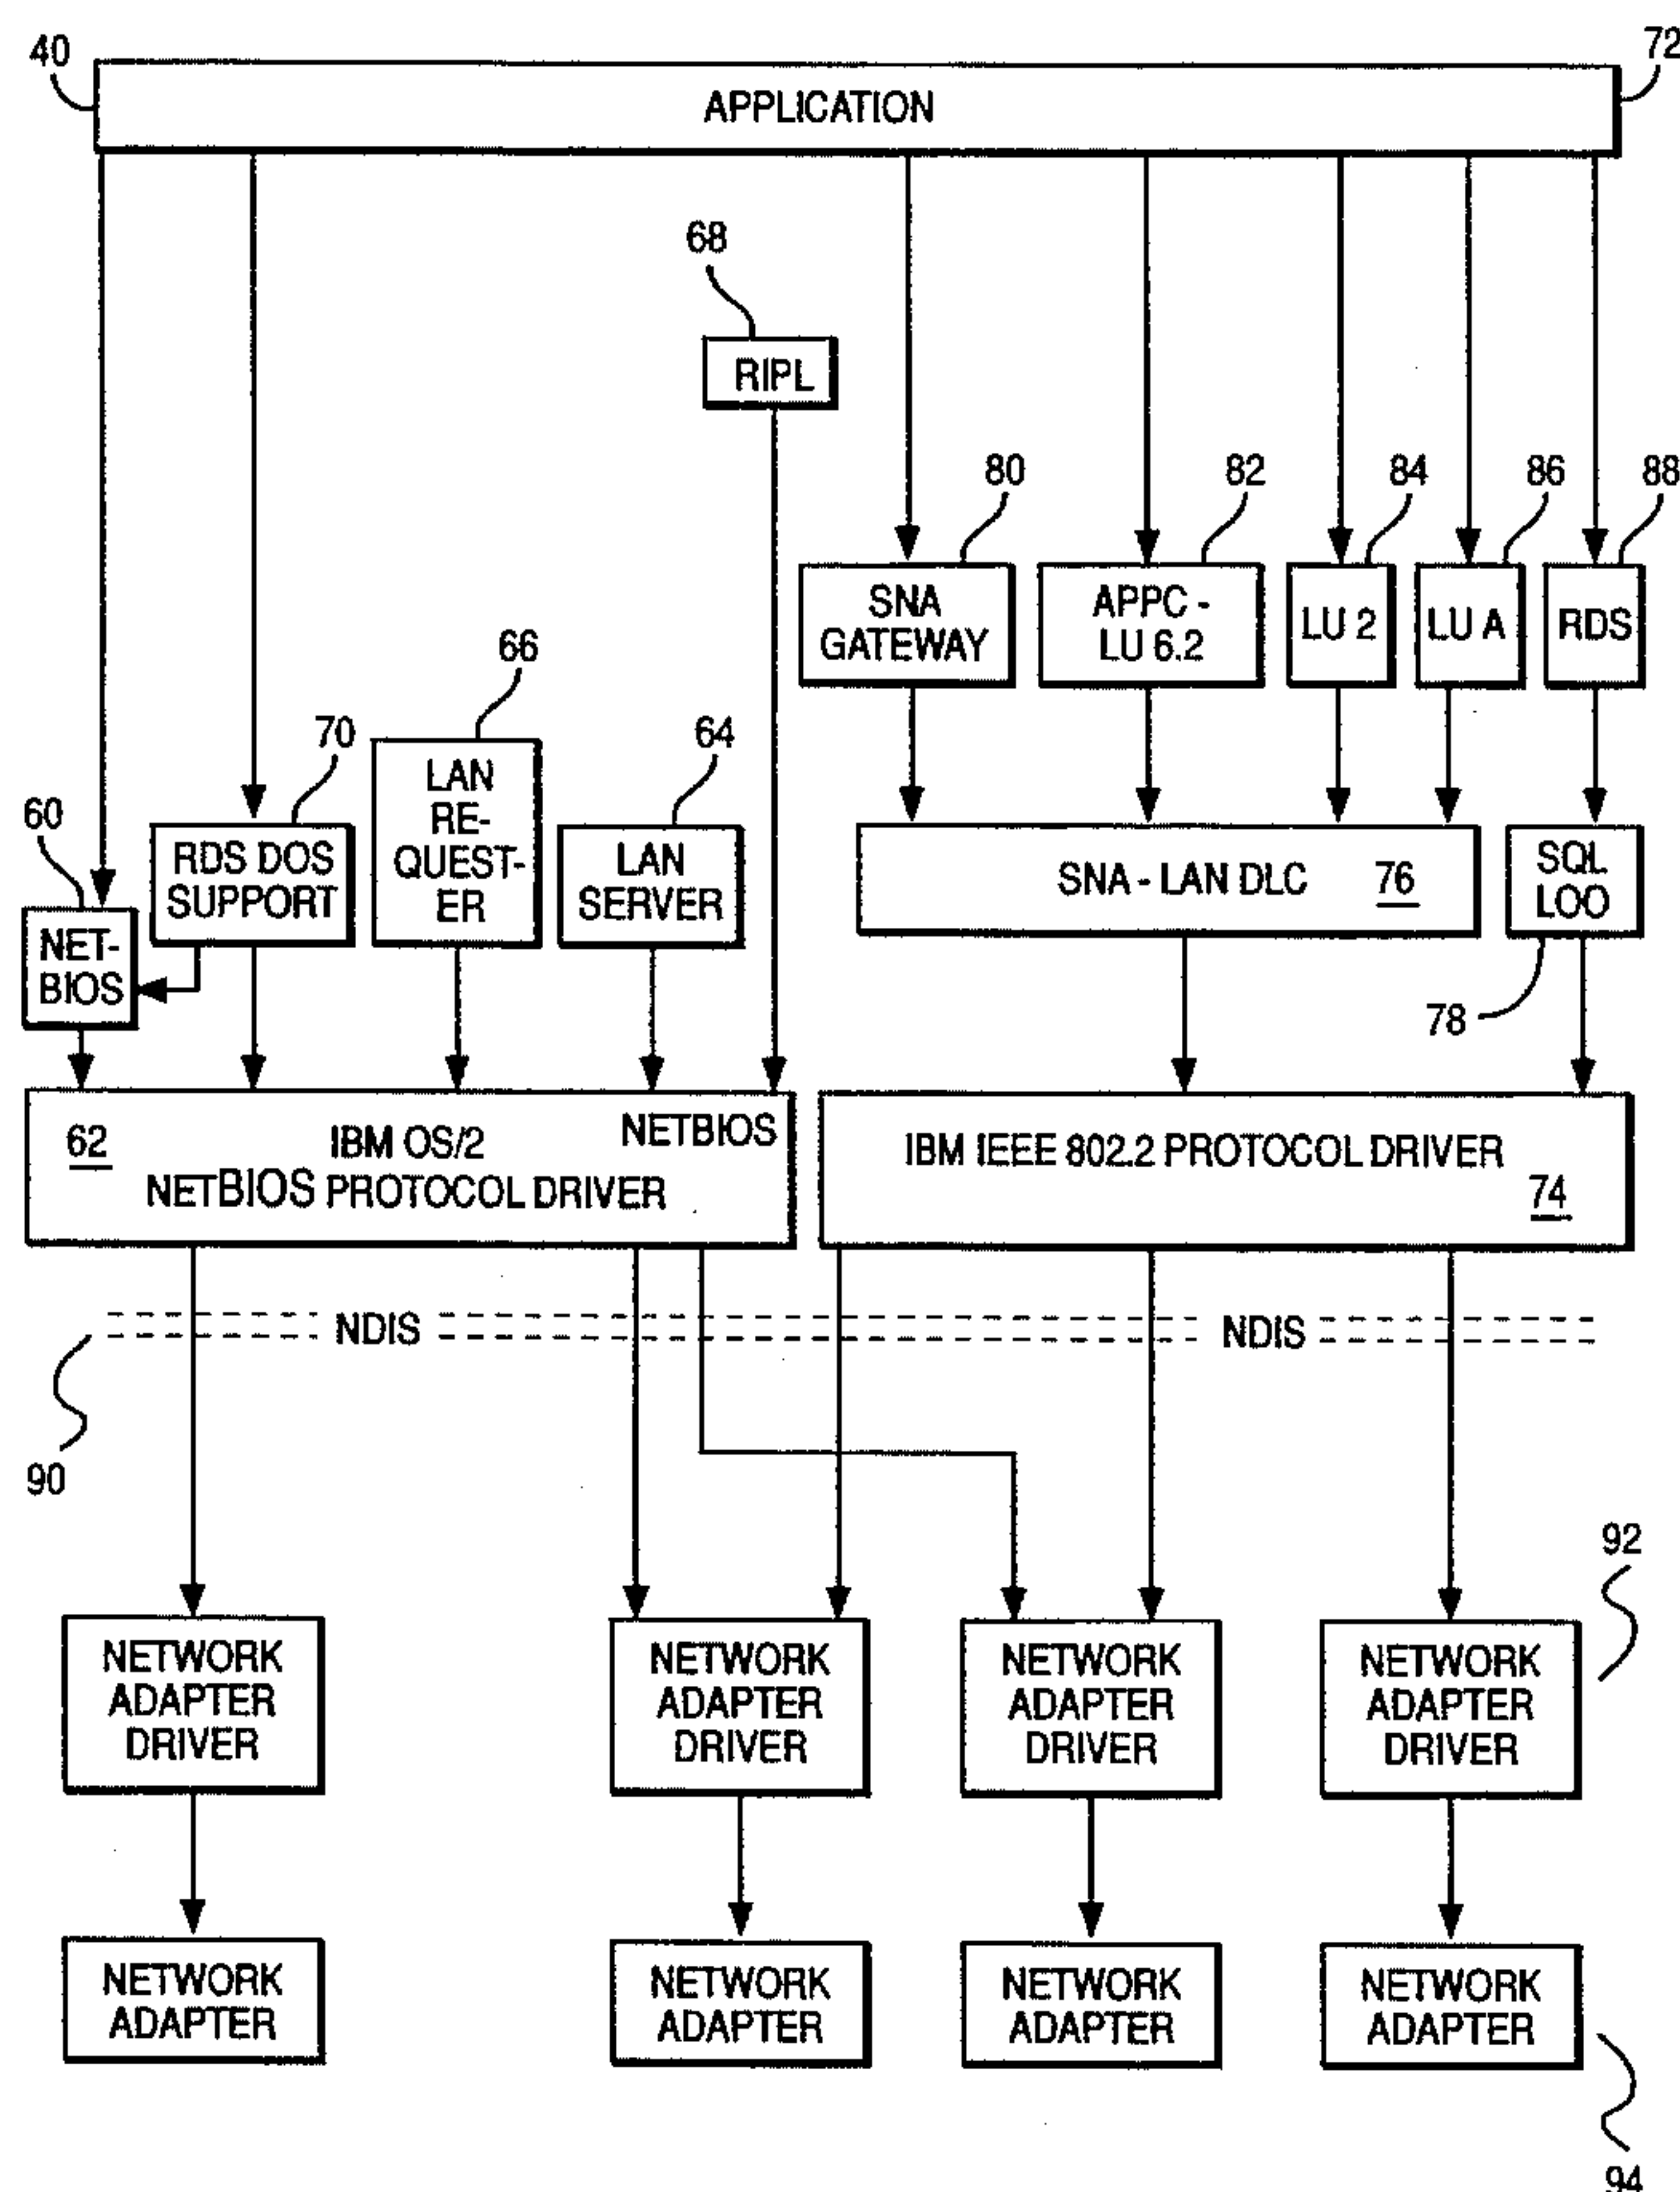 40
72
APPLICATION
68
RIPL
80
82
84
86
88
SNA
GATEWAY
APPC -
LU 6.2
LU 2
LU A
RDS
66
70
64
60
LAN
RE-
QUEST-
ER
RDS DOS
SUPPORT
LAN
SERVER
SNA - LAN DLC
76
SQL
LOO
NET-
BIOS
78
62
IBM OS/2
NETBIOS
NETBIOS PROTOCOL DRIVER
IBM IEEE 802.2 PROTOCOL DRIVER
74
NDIS
NDIS
90
92
NETWORK
ADAPTER
DRIVER
NETWORK
ADAPTER
DRIVER
NETWORK
ADAPTER
DRIVER
NETWORK
ADAPTER
DRIVER
NETWORK
ADAPTER
NETWORK
ADAPTER
NETWORK
ADAPTER
NETWORK
ADAPTER
94